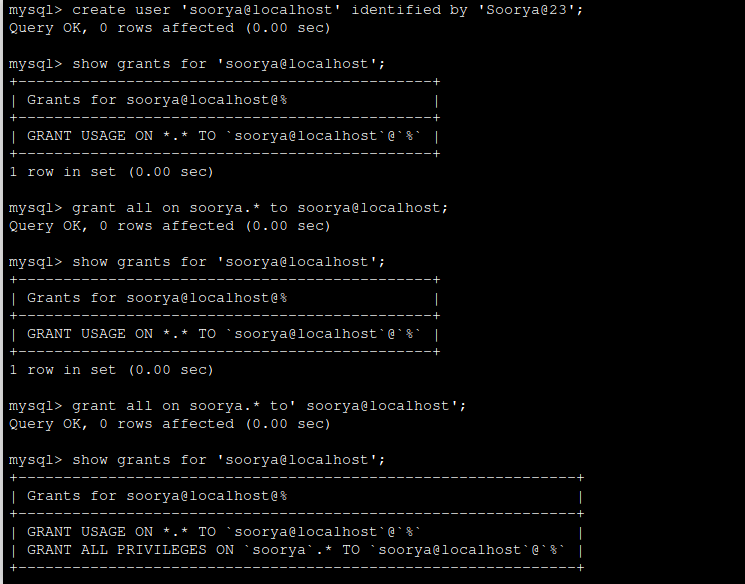 mysql> create user 'soorya@localhost' identified by 'Soorya@23';
Query OK, 0 rows affected (0.00 sec)
mysql> show grants for 'soorya@localhost';
+----------------------------------------------+
| Grants for soorya@localhost@%                |
+----------------------------------------------+
| GRANT USAGE ON *.* TO `soorya@localhost`@`%` |
+----------------------------------------------+
1 row in set (0.00 sec)
mysql> grant all on soorya.* to soorya@localhost;
Query OK, 0 rows affected (0.00 sec)
mysql> show grants for 'soorya@localhost';
+----------------------------------------------+
| Grants for soorya@localhost@%                |
+----------------------------------------------+
| GRANT USAGE ON *.* TO `soorya@localhost`@`%` |
+----------------------------------------------+
1 row in set (0.00 sec)
mysql> grant all on soorya.* to' soorya@localhost';
Query OK, 0 rows affected (0.00 sec)
mysql> show grants for 'soorya@localhost';
+--------------------------------------------------------------+
| Grants for soorya@localhost@%                                |
+--------------------------------------------------------------+
| GRANT USAGE ON *.* TO `soorya@localhost`@`%`                 |
| GRANT ALL PRIVILEGES ON `soorya`.* TO `soorya@localhost`@`%` |
+--------------------------------------------------------------+